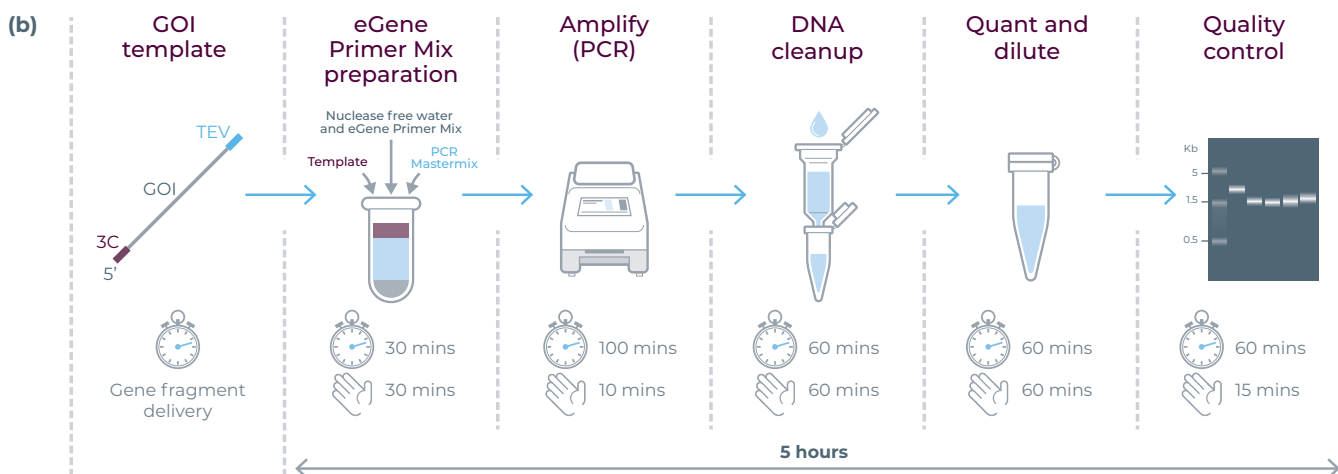 (b)
GOI
template
eGene
Primer Mix
preparation
Amplify
(PCR)
DNA
cleanup
Quant and
dilute
Quality
control
TEV
GOI
3C
5’
Nuclease free water
and eGene Primer Mix
Template
PCR
Mastermix
Kb
5
1.5
0.5
Gene fragment
delivery
30 mins
30 mins
100 mins
10 mins
60 mins
60 mins
60 mins
60 mins
60 mins
15 mins
5 hours